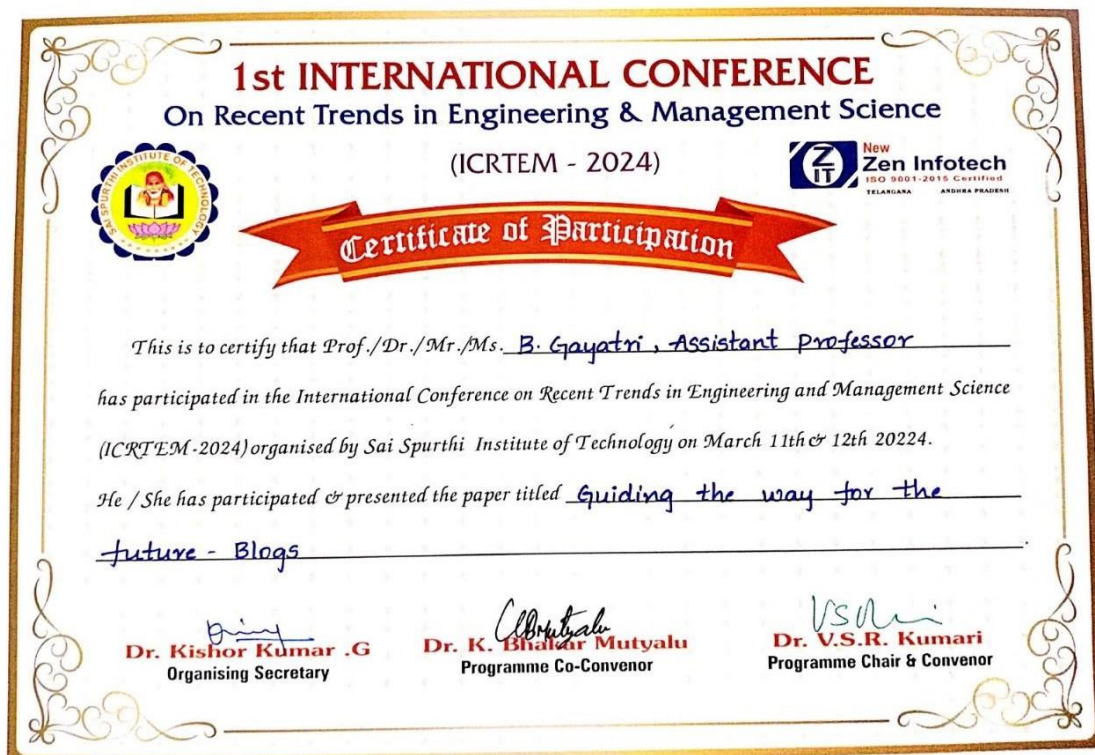 1st INTERNATIONAL CONFERENCE
On Recent Trends in Engineering & Management Science
(ICRTEM - 2024)
SAI SPURTHI INSTITUTE OF TECHNOLOGY
ZIT
New
Zen Infotech
ISO 9001-2015 Certified
TELANGANA ANDHRA PRADESH
Certificate of Participation
This is to certify that Prof./Dr./Mr./Ms. B. Gayatri, Assistant Professor
has participated in the International Conference on Recent Trends in Engineering and Management Science
(ICRTEM-2024) organised by Sai Spurthi Institute of Technology on March 11th & 12th 20224.
He / She has participated & presented the paper titled Guiding the way for the
future - Blogs
Dr. Kishor Kumar .G
Organising Secretary
Dr. K. Bhakar Mutyalu
Programme Co-Convenor
Dr. V.S.R. Kumari
Programme Chair & Convenor